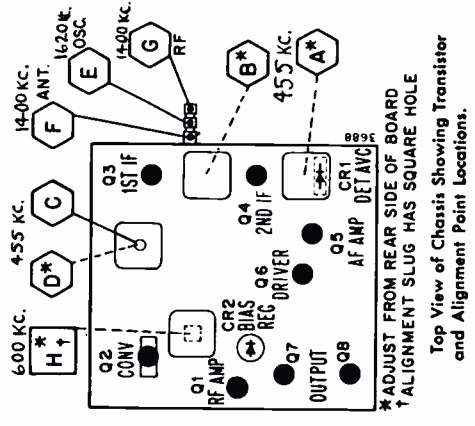 600 KC.
H*†
455 KC.
D*
C
1400 KC.
ANT.
F
1620 KC.
OSC.
E
1400 KC.
G
RF
B*
455 KC.
A*
Q2
CONV
Q3
1ST IF
Q1
RF AMP
CR2
BIAS
REG
Q4
2ND IF
Q6
DRIVER
Q7
OUTPUT
Q8
Q5
AF AMP
CR1
DET AVC
3688
*ADJUST FROM REAR SIDE OF BOARD
†ALIGNMENT SLUG HAS SQUARE HOLE
Top View of Chassis Showing Transistor
and Alignment Point Locations.